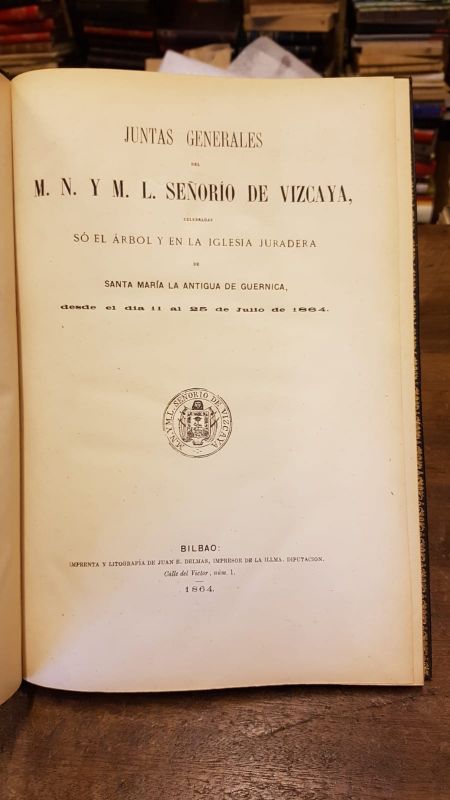 JUNTAS GENERALES
DEL
M. N. Y M. L. SEÑORÍO DE VIZCAYA,
CELEBRADAS
SÓ EL ÁRBOL Y EN LA IGLESIA JURADERA
DE
SANTA MARÍA LA ANTIGUA DE GUERNICA,
desde el dia 11 al 25 de Julio de 1864.
M.N.Y M.L. SEÑORIO DE VIZCAYA
BILBAO:
IMPRENTA Y LITOGRAFÍA DE JUAN E. DELMAS, IMPRESOR DE LA ILLMA. DIPUTACION.
Calle del Victor, núm. 1.
1864.